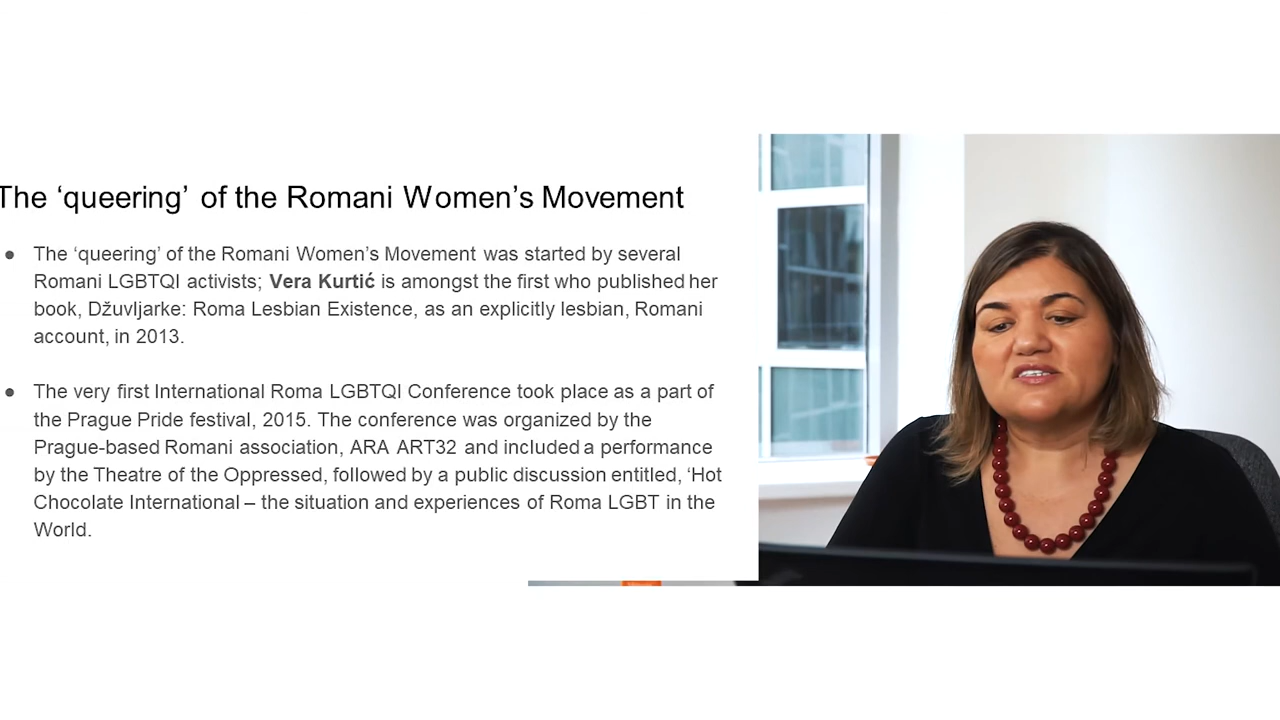 The ‘queering’ of the Romani Women’s Movement
● The ‘queering’ of the Romani Women’s Movement was started by several
Romani LGBTQI activists; Vera Kurtić is amongst the first who published her
book, Džuvljarke: Roma Lesbian Existence, as an explicitly lesbian, Romani
account, in 2013.
● The very first International Roma LGBTQI Conference took place as a part of
the Prague Pride festival, 2015. The conference was organized by the
Prague-based Romani association, ARA ART32 and included a performance
by the Theatre of the Oppressed, followed by a public discussion entitled, ‘Hot
Chocolate International – the situation and experiences of Roma LGBT in the
World.